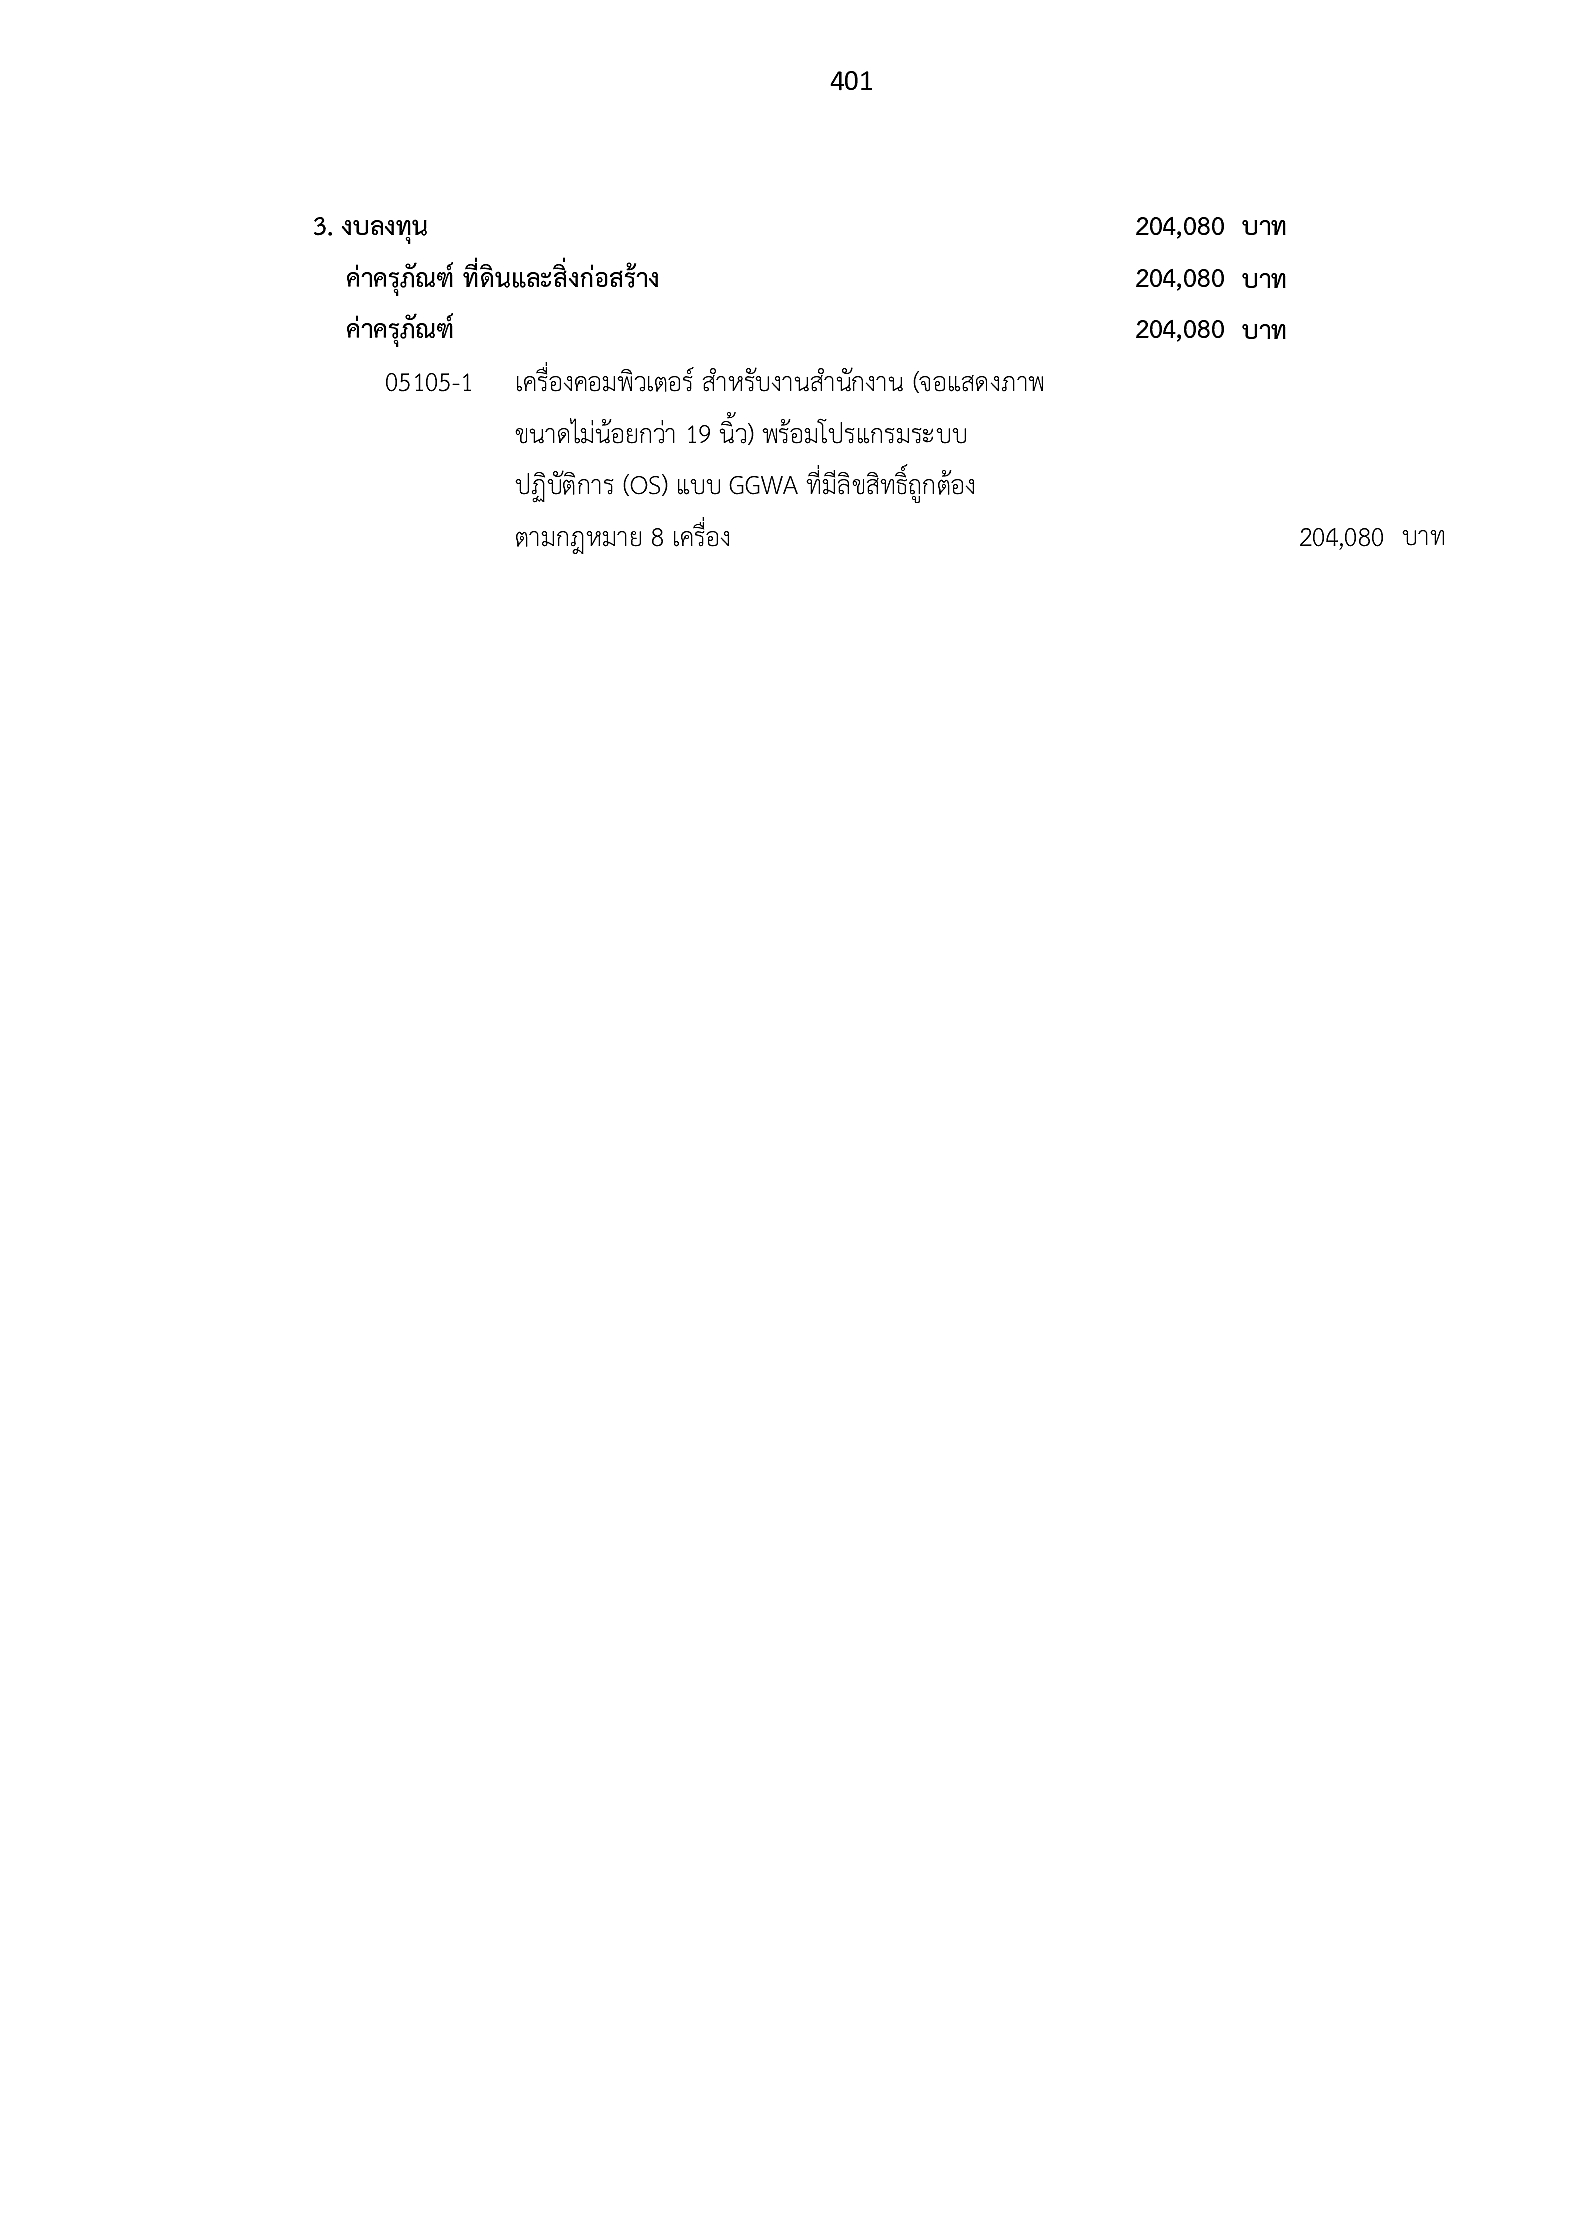 401
3. งบลงทุน 204,080 บาท
ค่าครุภัณฑ์ ที่ดินและสิ่งก่อสร้าง 204,080 บาท
ค่าครุภัณฑ์ 204,080 บาท
05105-1 เครื่องคอมพิวเตอร์ สำหรับงานสำนักงาน (จอแสดงภาพ
ขนาดไม่น้อยกว่า 19 นิ้ว) พร้อมโปรแกรมระบบ
ปฏิบัติการ (OS) แบบ GGWA ที่มีลิขสิทธิ์ถูกต้อง
ตามกฎหมาย 8 เครื่อง 204,080 บาท